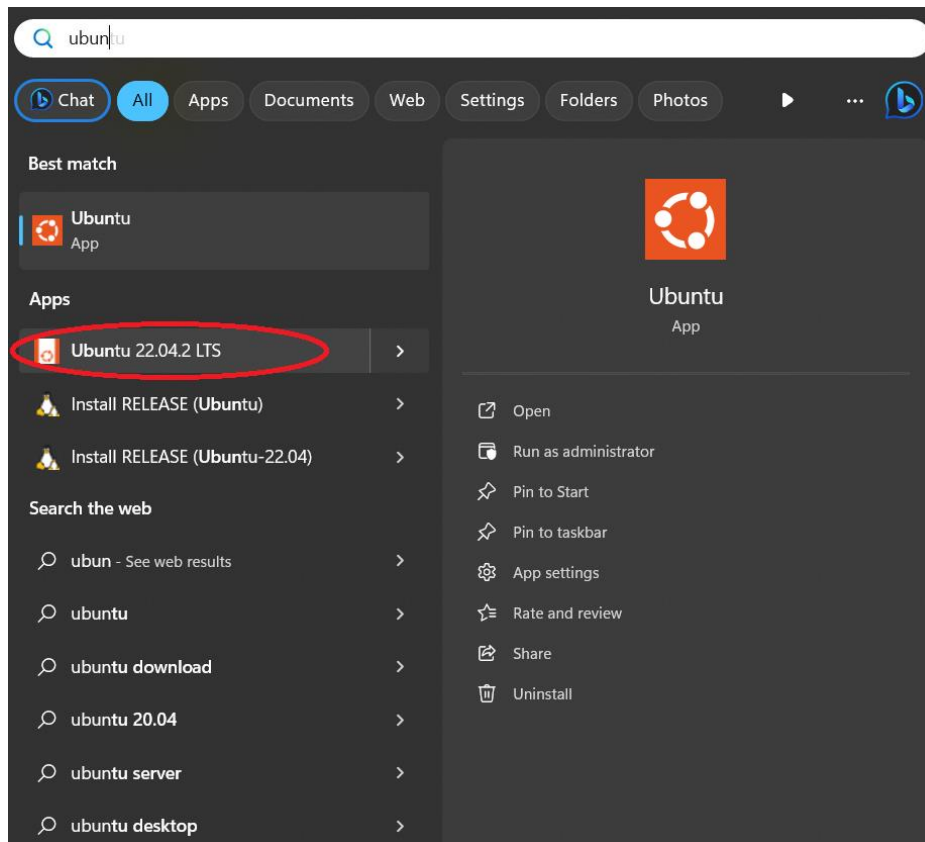 ubuntu
Chat
All
Apps
Documents
Web
Settings
Folders
Photos
Best match
Ubuntu
App
Apps
Ubuntu 22.04.2 LTS
Install RELEASE (Ubuntu)
Install RELEASE (Ubuntu-22.04)
Search the web
ubun - See web results
ubuntu
ubuntu download
ubuntu 20.04
ubuntu server
ubuntu desktop
Ubuntu
App
Open
Run as administrator
Pin to Start
Pin to taskbar
App settings
Rate and review
Share
Uninstall